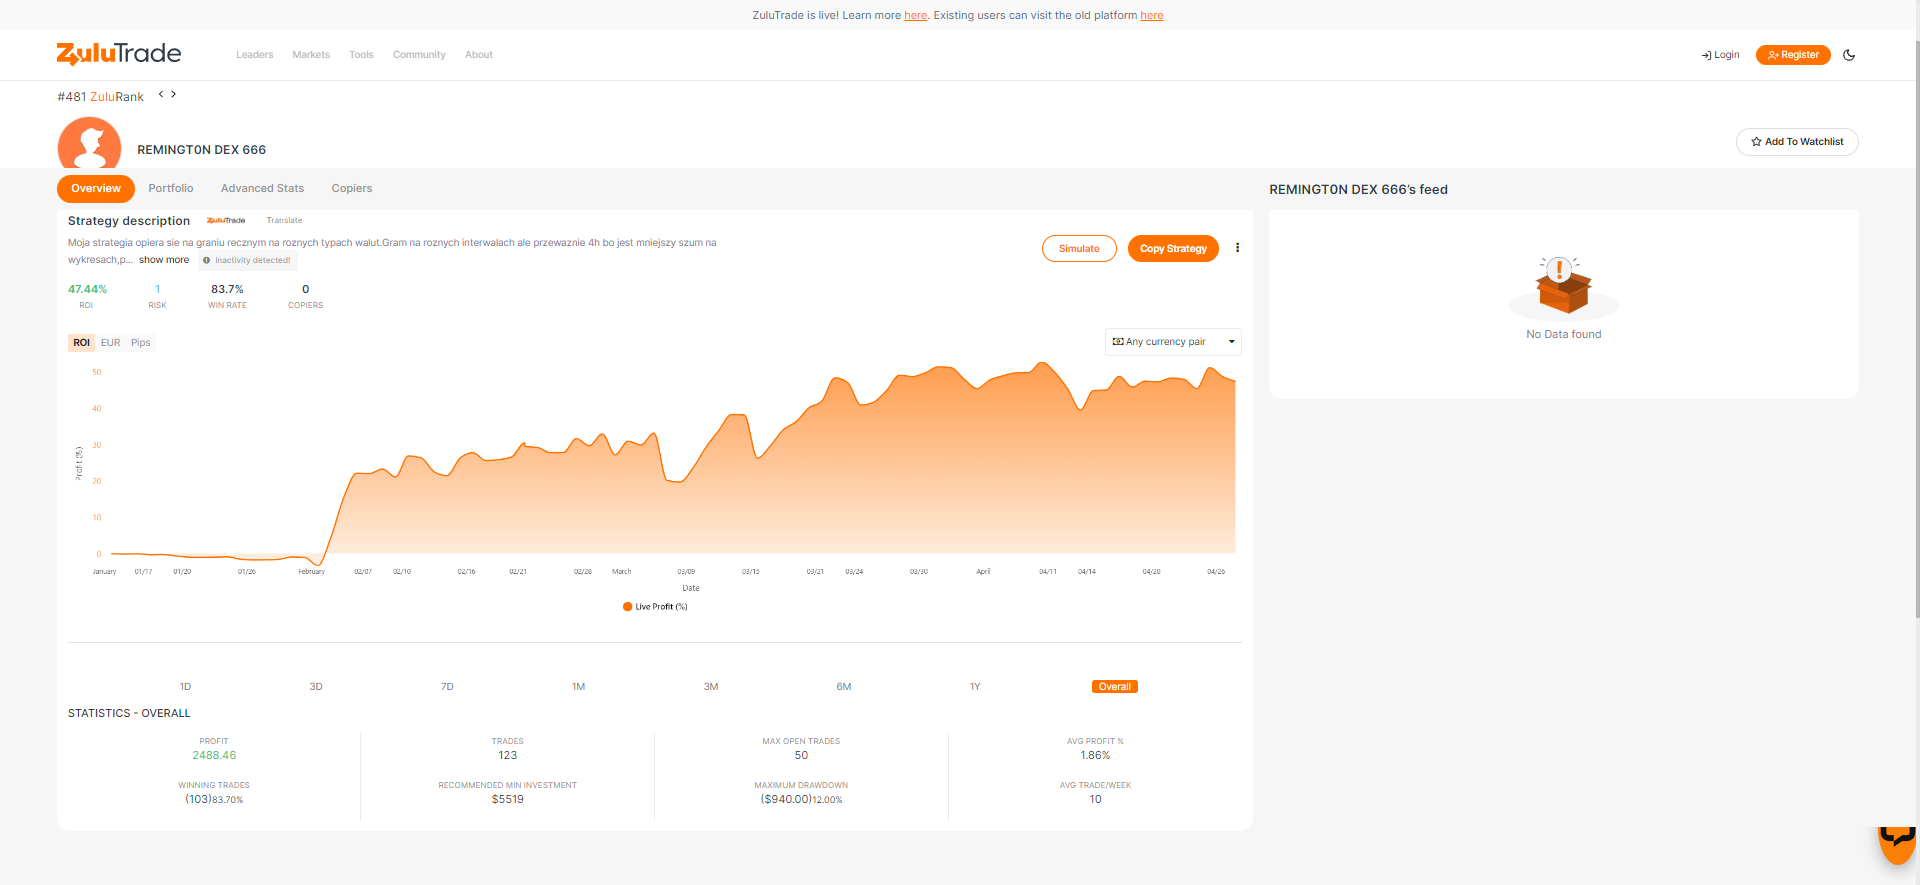 ZuluTrade is live! Learn more here. Existing users can visit the old platform here
ZuluTrade
Leaders Markets Tools Community About
Login
Register
#481 ZuluRank < >
REMINGT0N DEX 666
Add To Watchlist
Overview Portfolio Advanced Stats Copiers
REMINGT0N DEX 666's feed
Strategy description ZuluTrade Translate
Moja strategia opiera sie na graniu recznym na roznych typach walut.Gram na roznych interwalach ale przewaznie 4h bo jest mniejszy szum na
wykresach,p... show more Inactivity detected!
Simulate Copy Strategy
47.44% 1 83.7% 0
ROI RISK WIN RATE COPIERS
No Data found
ROI EUR Pips
Any currency pair
50
40
30
20
10
0
Profit (%)
January 01/17 01/20 01/26 February 02/07 02/10 02/16 02/21 02/28 March 03/09 03/15 03/21 03/24 03/30 April 04/11 04/14 04/20 04/26
Date
Live Profit (%)
1D 3D 7D 1M 3M 6M 1Y Overall
STATISTICS - OVERALL
PROFIT TRADES MAX OPEN TRADES AVG PROFIT %
2488.46 123 50 1.86%
WINNING TRADES RECOMMENDED MIN INVESTMENT MAXIMUM DRAWDOWN AVG TRADE/WEEK
(103)83.70% $5519 ($940.00)12.00% 10